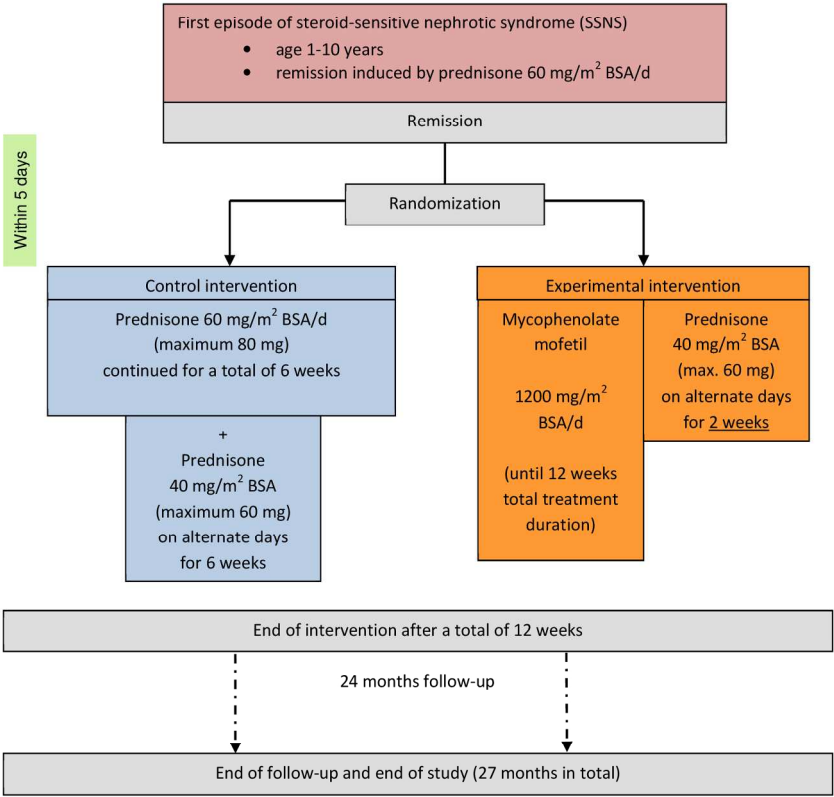 First episode of steroid-sensitive nephrotic syndrome (SSNS)
• age 1-10 years
• remission induced by prednisone 60 mg/m² BSA/d
Remission
Within 5 days
Randomization
Control intervention
Prednisone 60 mg/m² BSA/d
(maximum 80 mg)
continued for a total of 6 weeks
+
Prednisone
40 mg/m² BSA
(maximum 60 mg)
on alternate days
for 6 weeks
Experimental intervention
Mycophenolate
mofetil
1200 mg/m²
BSA/d
(until 12 weeks
total treatment
duration)
Prednisone
40 mg/m² BSA
(max. 60 mg)
on alternate days
for 2 weeks
End of intervention after a total of 12 weeks
24 months follow-up
End of follow-up and end of study (27 months in total)